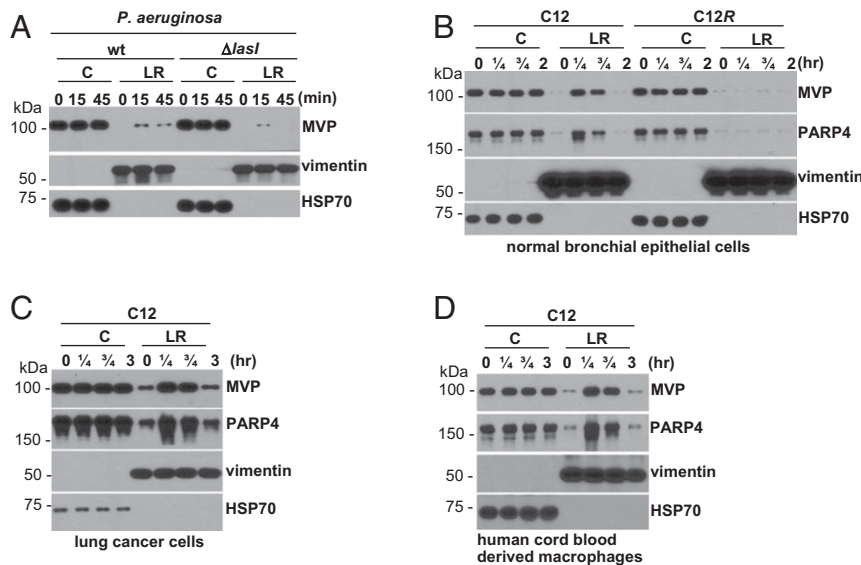 A
P. aeruginosa
wt ΔlasI
C LR C LR
kDa 0 15 45 0 15 45 0 15 45 0 15 45 (min)
100 - MVP
50 - vimentin
75 - HSP70
B
C12 C12R
C LR C LR
kDa 0 ¼ ¾ 2 0 ¼ ¾ 2 0 ¼ ¾ 2 0 ¼ ¾ 2 (hr)
100 - MVP
150 - PARP4
50 - vimentin
75 - HSP70
normal bronchial epithelial cells
C
C12
C LR
kDa 0 ¼ ¾ 3 0 ¼ ¾ 3 (hr)
100 - MVP
150 - PARP4
50 - vimentin
75 - HSP70
lung cancer cells
D
C12
C LR
kDa 0 ¼ ¾ 3 0 ¼ ¾ 3 (hr)
100 - MVP
150 - PARP4
50 - vimentin
75 - HSP70
human cord blood
derived macrophages